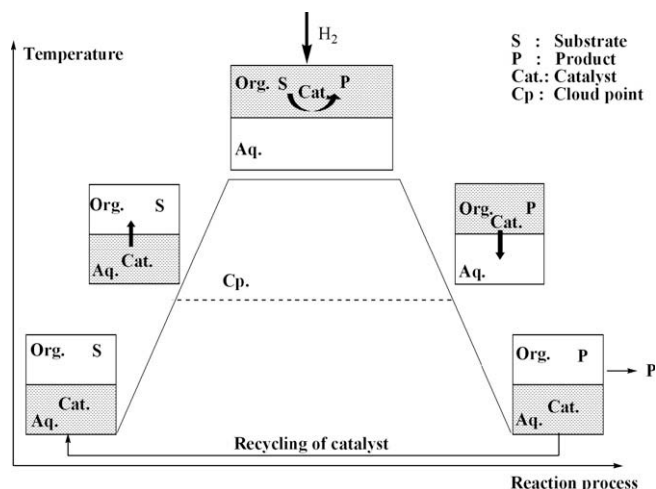 Temperature
H2
S : Substrate
P : Product
Cat.: Catalyst
Cp : Cloud point
Org. S Cat. P
Aq.
Org. S
Cat.
Aq.
Org. P
Cat.
Aq.
Cp.
Org. S
Cat.
Aq.
Org. P
Cat.
Aq.
P
Recycling of catalyst
Reaction process